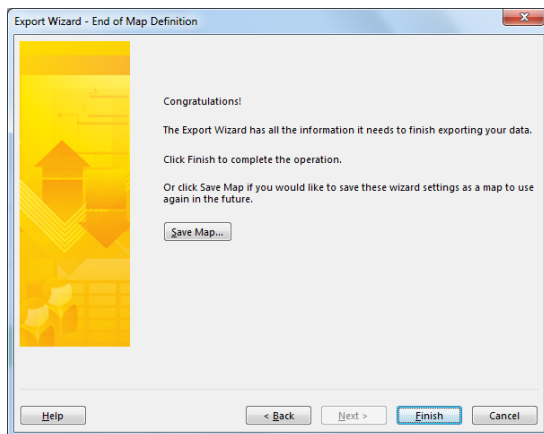 Export Wizard - End of Map Definition
Congratulations!
The Export Wizard has all the information it needs to finish exporting your data.
Click Finish to complete the operation.
Or click Save Map if you would like to save these wizard settings as a map to use
again in the future.
Save Map...
Help
< Back
Next >
Finish
Cancel